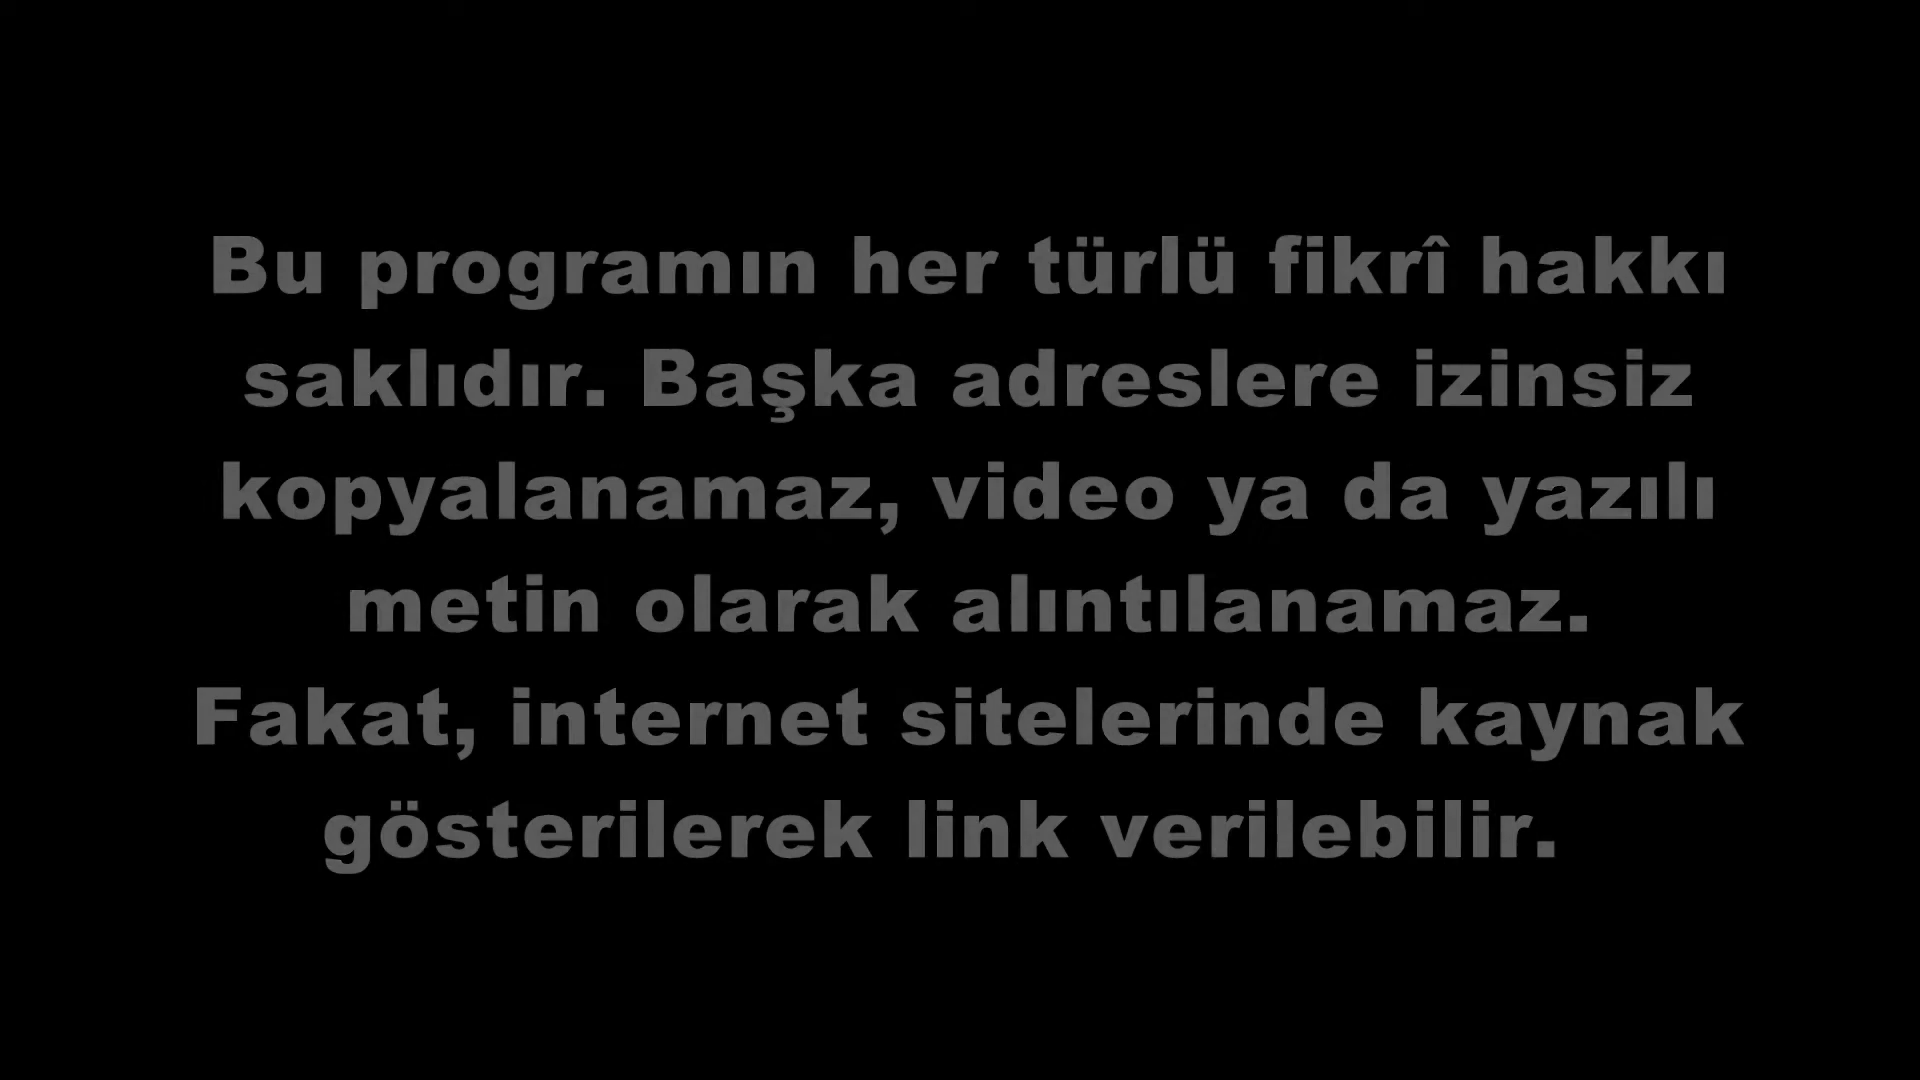 Bu programın her türlü fikrî hakkı
saklıdır. Başka adreslere izinsiz
kopyalanamaz, video ya da yazılı
metin olarak alıntılanamaz.
Fakat, internet sitelerinde kaynak
gösterilerek link verilebilir.